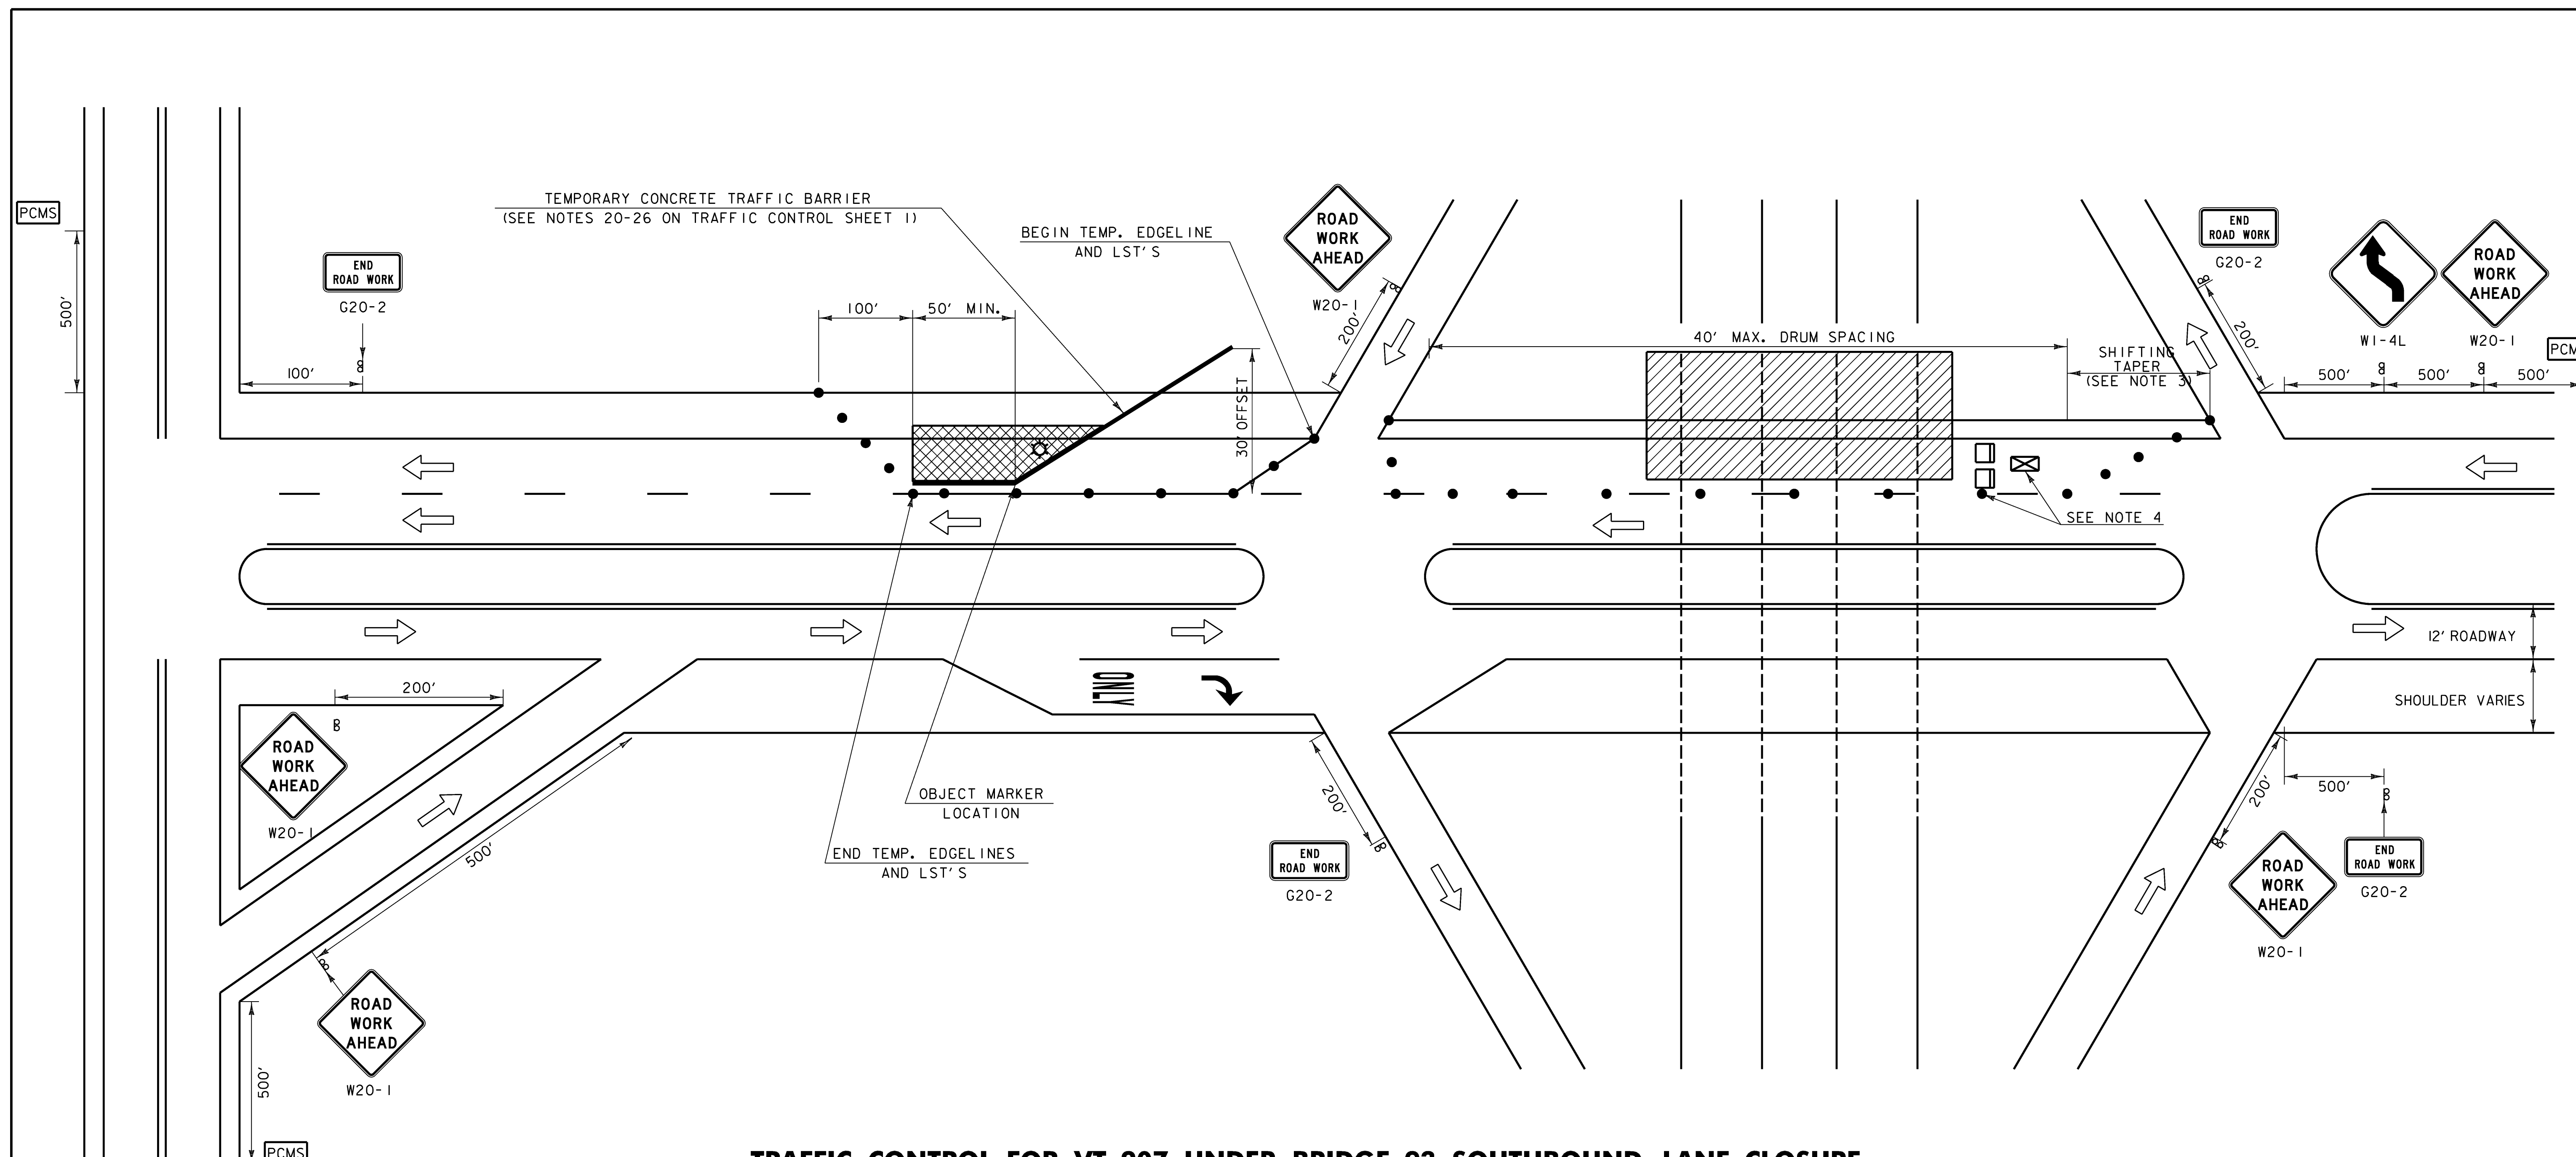 TEMPORARY CONCRETE TRAFFIC BARRIER
(SEE NOTES 20-26 ON TRAFFIC CONTROL SHEET 1)
BEGIN TEMP. EDGELINE
AND LST'S
ROAD
WORK
AHEAD
W20-1
200'
END
ROAD WORK
G20-2
ROAD
WORK
AHEAD
W1-4L
W20-1
PCMS
500'
END
ROAD WORK
G20-2
100'
100'
50' MIN.
30' OFFSET
40' MAX. DRUM SPACING
SHIFTING
TAPER
(SEE NOTE 3)
200'
500'
500'
500'
SEE NOTE 4
12' ROADWAY
SHOULDER VARIES
ONLY
200'
ROAD
WORK
AHEAD
W20-1
500'
OBJECT MARKER
LOCATION
END TEMP. EDGELINES
AND LST'S
200'
END
ROAD WORK
G20-2
200'
500'
ROAD
WORK
AHEAD
W20-1
END
ROAD WORK
G20-2
ROAD
WORK
AHEAD
W20-1
500'
PCMS